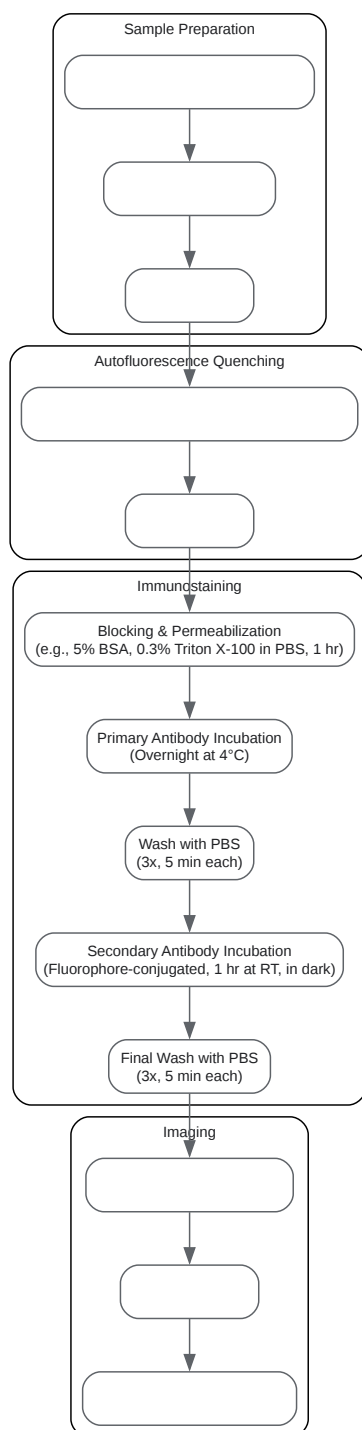 Sample Preparation
Autofluorescence Quenching
Immunostaining
Blocking & Permeabilization
(e.g., 5% BSA, 0.3% Triton X-100 in PBS, 1 hr)
Primary Antibody Incubation
(Overnight at 4°C)
Wash with PBS
(3x, 5 min each)
Secondary Antibody Incubation
(Fluorophore-conjugated, 1 hr at RT, in dark)
Final Wash with PBS
(3x, 5 min each)
Imaging